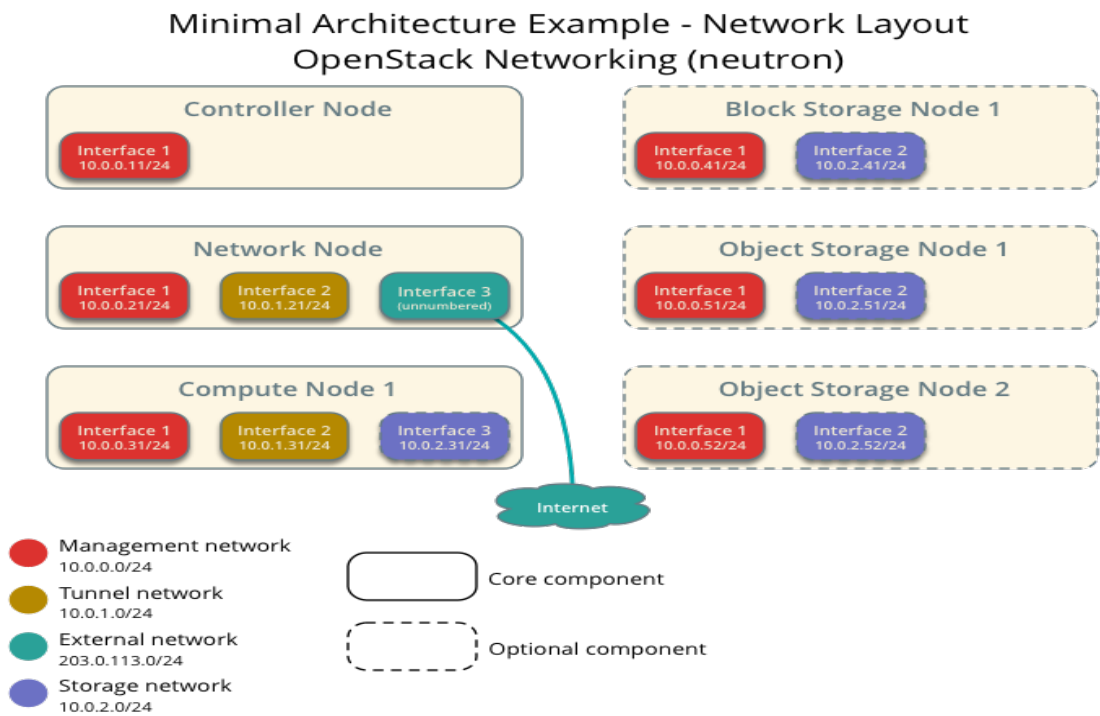 Minimal Architecture Example - Network Layout
OpenStack Networking (neutron)
Controller Node
Interface 1
10.0.0.11/24
Network Node
Interface 1
10.0.0.21/24
Interface 2
10.0.1.21/24
Interface 3
(unnumbered)
Compute Node 1
Interface 1
10.0.0.31/24
Interface 2
10.0.1.31/24
Interface 3
10.0.2.31/24
Block Storage Node 1
Interface 1
10.0.0.41/24
Interface 2
10.0.2.41/24
Object Storage Node 1
Interface 1
10.0.0.51/24
Interface 2
10.0.2.51/24
Object Storage Node 2
Interface 1
10.0.0.52/24
Interface 2
10.0.2.52/24
Internet
Management network
10.0.0.0/24
Tunnel network
10.0.1.0/24
External network
203.0.113.0/24
Storage network
10.0.2.0/24
Core component
Optional component